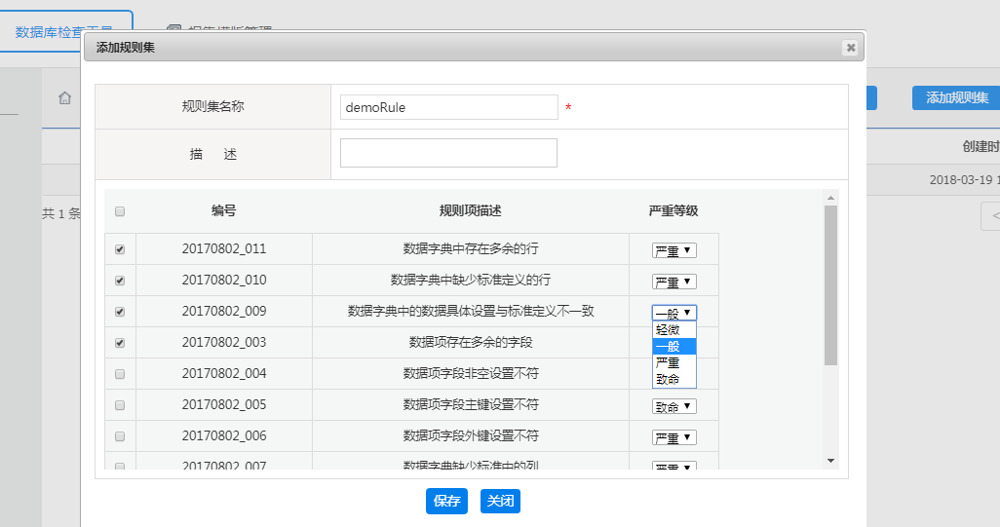 数据库检查
添加规则集
规则集名称 demoRule *
描 述
添加规则集
创建时
2018-03-19 1
共 1 条
<
编号 规则项描述 严重等级
20170802_011 数据字典中存在多余的行 严重
20170802_010 数据字典中缺少标准定义的行 严重
20170802_009 数据字典中的数据具体设置与标准定义不一致 一般
轻微
一般
严重
致命
20170802_003 数据项存在多余的字段
20170802_004 数据项字段非空设置不符
20170802_005 数据项字段主键设置不符 致命
20170802_006 数据项字段外键设置不符 严重
20170802_007 数据字典缺少标准中的列 严重
保存 关闭